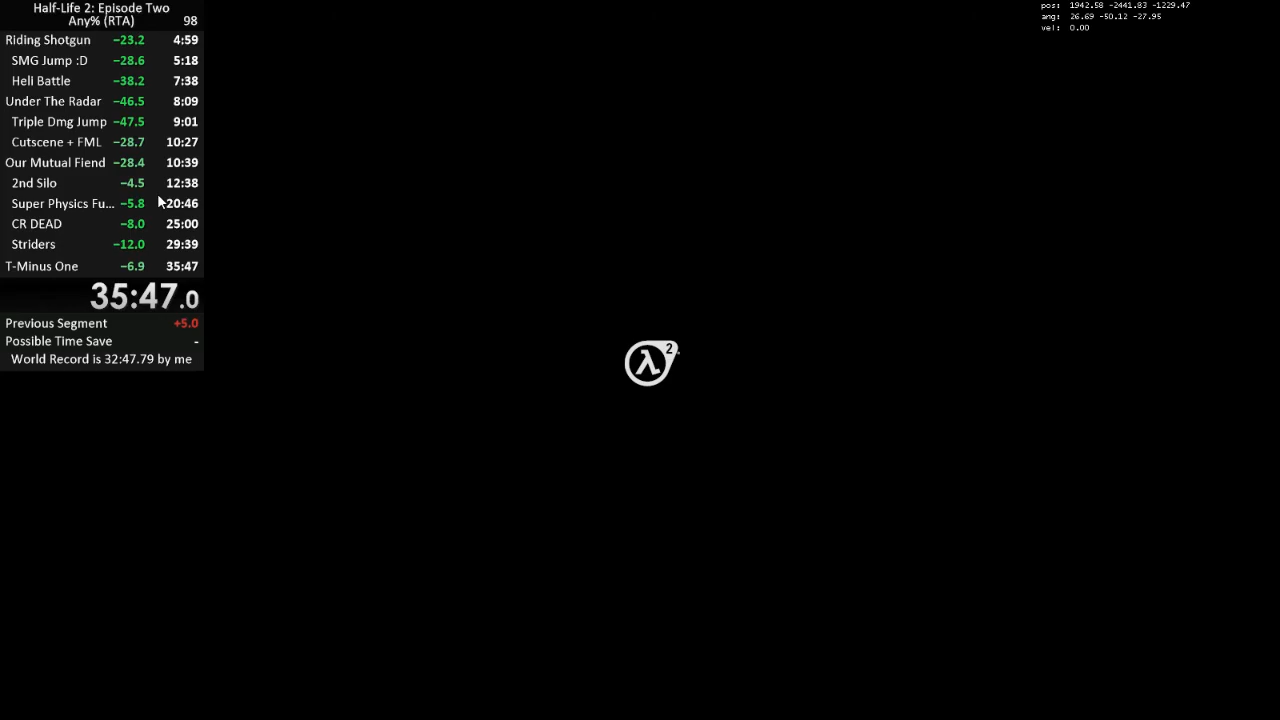 Half-Life 2: Episode Two
Any% (RTA) 98
Riding Shotgun −23.2 4:59
SMG Jump :D −28.6 5:18
Heli Battle −38.2 7:38
Under The Radar −46.5 8:09
Triple Dmg Jump −47.5 9:01
Cutscene + FML −28.7 10:27
Our Mutual Fiend −28.4 10:39
2nd Silo −4.5 12:38
Super Physics Fu... −5.8 20:46
CR DEAD −8.0 25:00
Striders −12.0 29:39
T-Minus One −6.9 35:47
35:47.0
Previous Segment +5.0
Possible Time Save -
World Record is 32:47.79 by me
pos: 1942.58 -2441.83 -1229.47
ang: 26.69 -50.12 -27.95
vel: 0.00
λ2